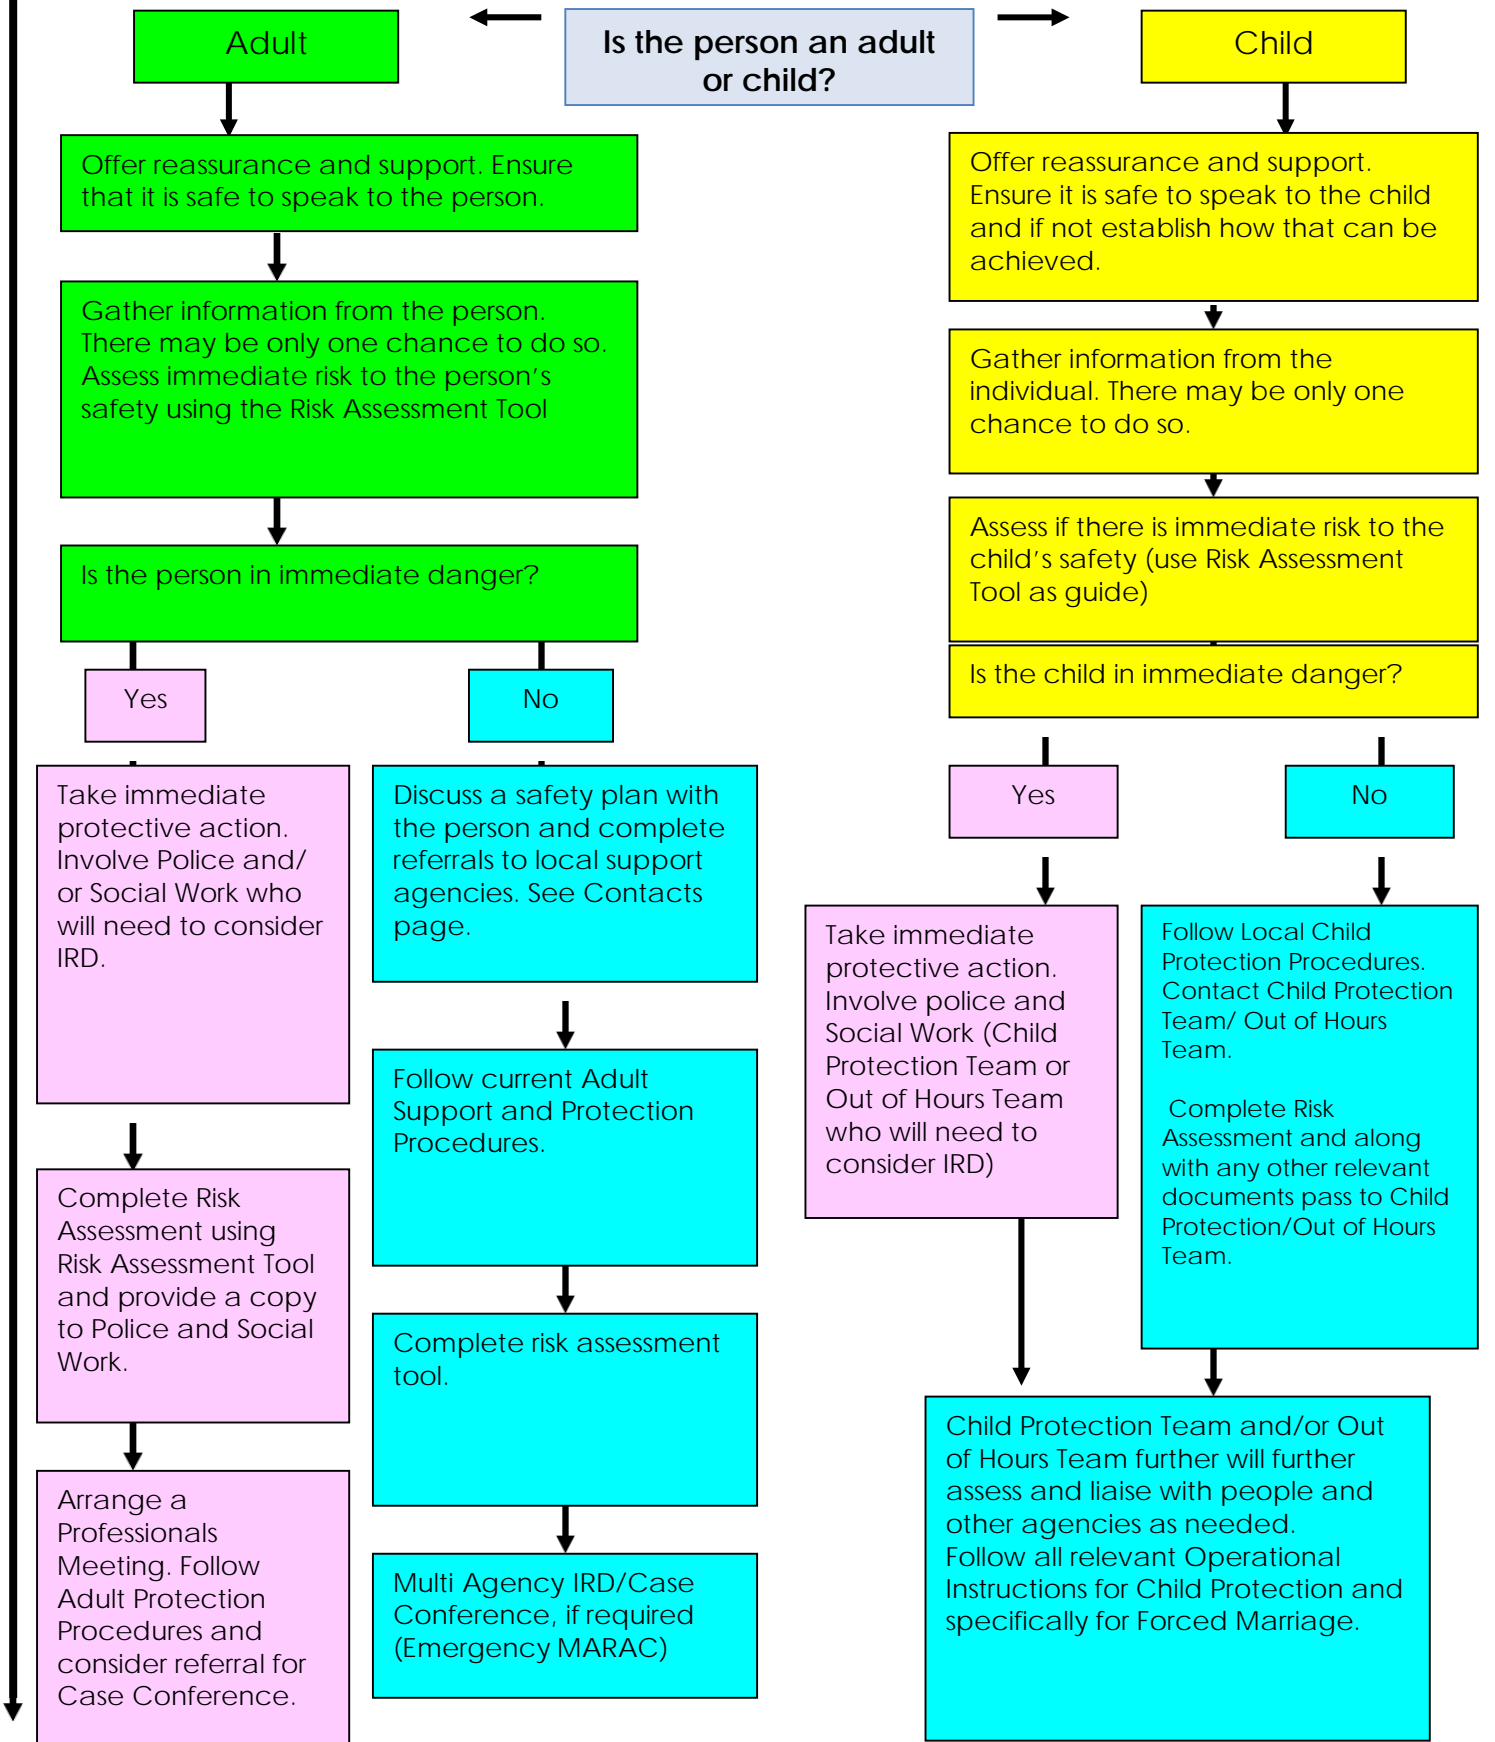 Is the person an adult
or child?
Adult
Offer reassurance and support. Ensure
that it is safe to speak to the person.
Gather information from the person.
There may be only one chance to do so.
Assess immediate risk to the person’s
safety using the Risk Assessment Tool
Is the person in immediate danger?
Yes
Take immediate
protective action.
Involve Police and/
or Social Work who
will need to consider
IRD.
Complete Risk
Assessment using
Risk Assessment Tool
and provide a copy
to Police and Social
Work.
Arrange a
Professionals
Meeting. Follow
Adult Protection
Procedures and
consider referral for
Case Conference.
No
Discuss a safety plan with
the person and complete
referrals to local support
agencies. See Contacts
page.
Follow current Adult
Support and Protection
Procedures.
Complete risk assessment
tool.
Multi Agency IRD/Case
Conference, if required
(Emergency MARAC)
Child
Offer reassurance and support.
Ensure it is safe to speak to the child
and if not establish how that can be
achieved.
Gather information from the
individual. There may be only one
chance to do so.
Assess if there is immediate risk to the
child’s safety (use Risk Assessment
Tool as guide)
Is the child in immediate danger?
Yes
Take immediate
protective action.
Involve police and
Social Work (Child
Protection Team or
Out of Hours Team
who will need to
consider IRD)
No
Follow Local Child
Protection Procedures.
Contact Child Protection
Team/ Out of Hours
Team.
Complete Risk
Assessment and along
with any other relevant
documents pass to Child
Protection/Out of Hours
Team.
Child Protection Team and/or Out
of Hours Team further will further
assess and liaise with people and
other agencies as needed.
Follow all relevant Operational
Instructions for Child Protection and
specifically for Forced Marriage.